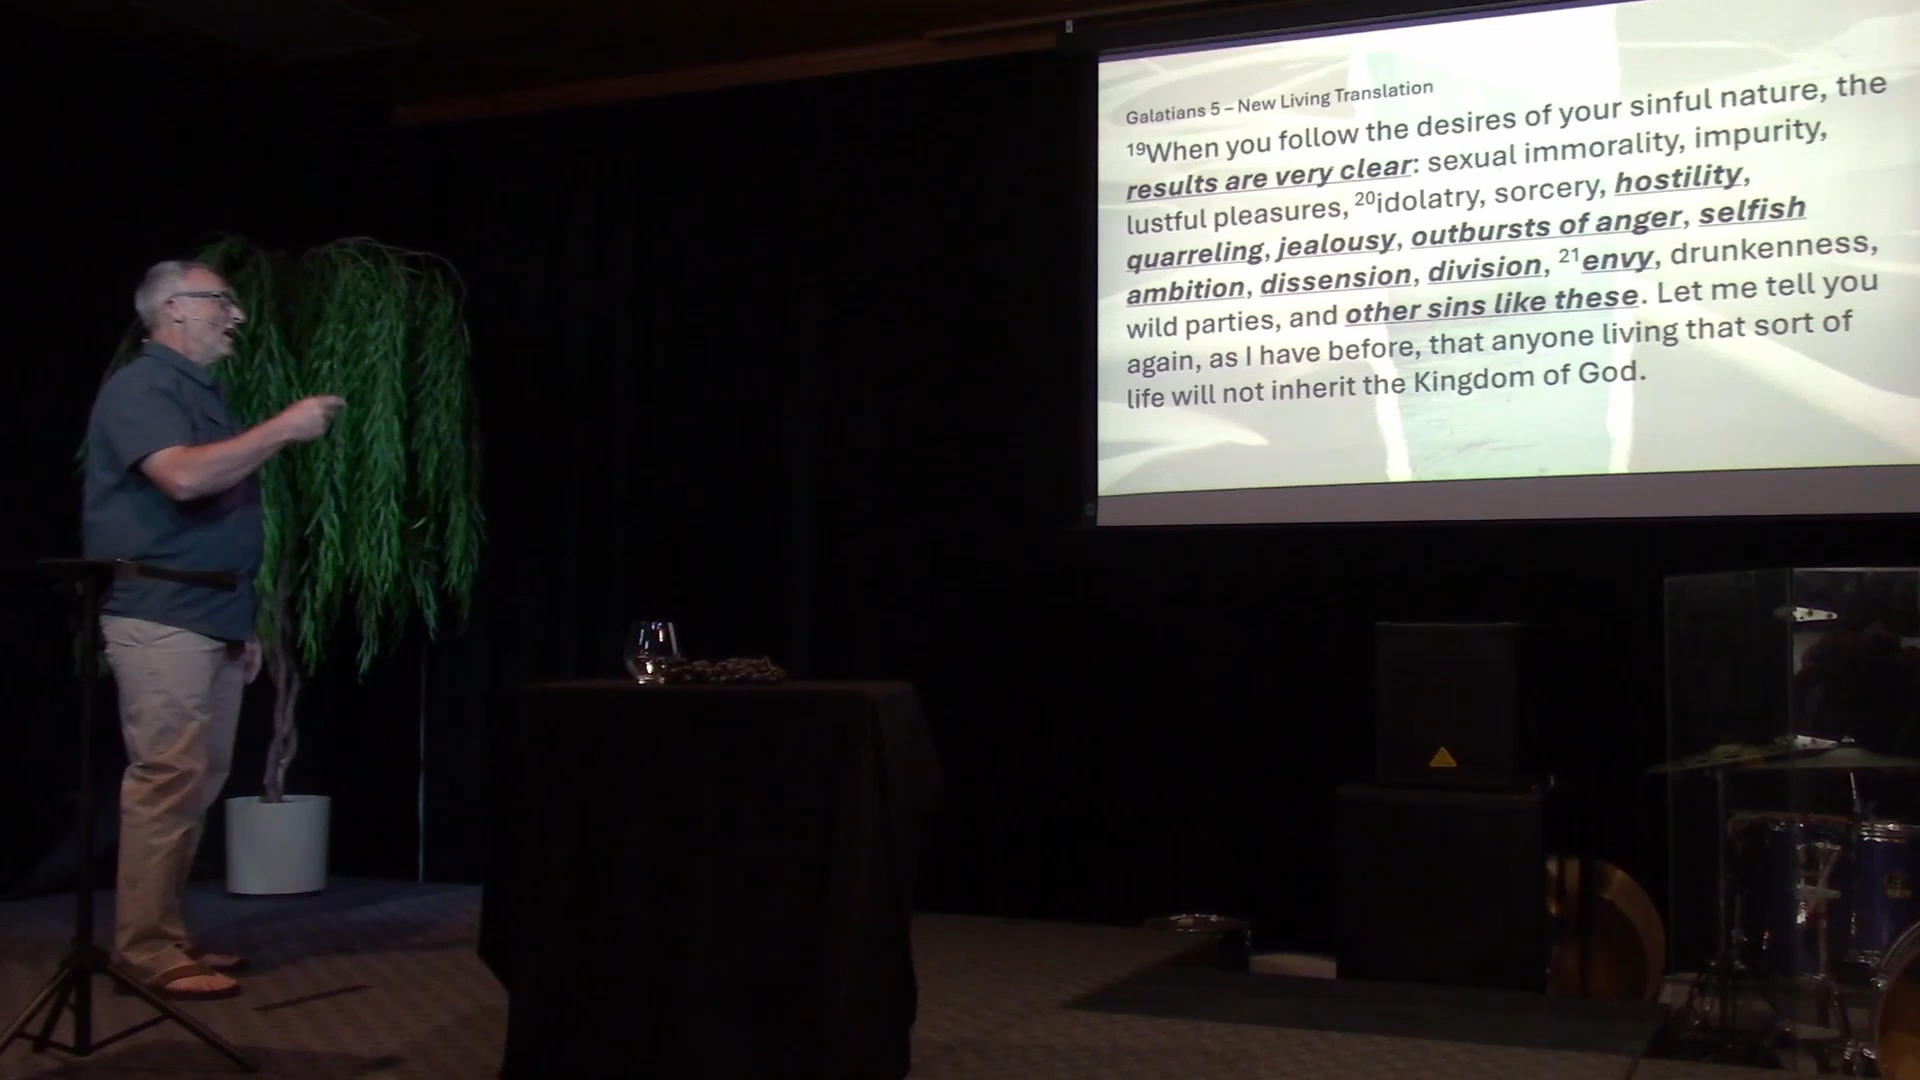 Galatians 5 – New Living Translation
¹⁹When you follow the desires of your sinful nature, the
results are very clear: sexual immorality, impurity,
lustful pleasures, ²⁰idolatry, sorcery, hostility,
quarreling, jealousy, outbursts of anger, selfish
ambition, dissension, division, ²¹envy, drunkenness,
wild parties, and other sins like these. Let me tell you
again, as I have before, that anyone living that sort of
life will not inherit the Kingdom of God.